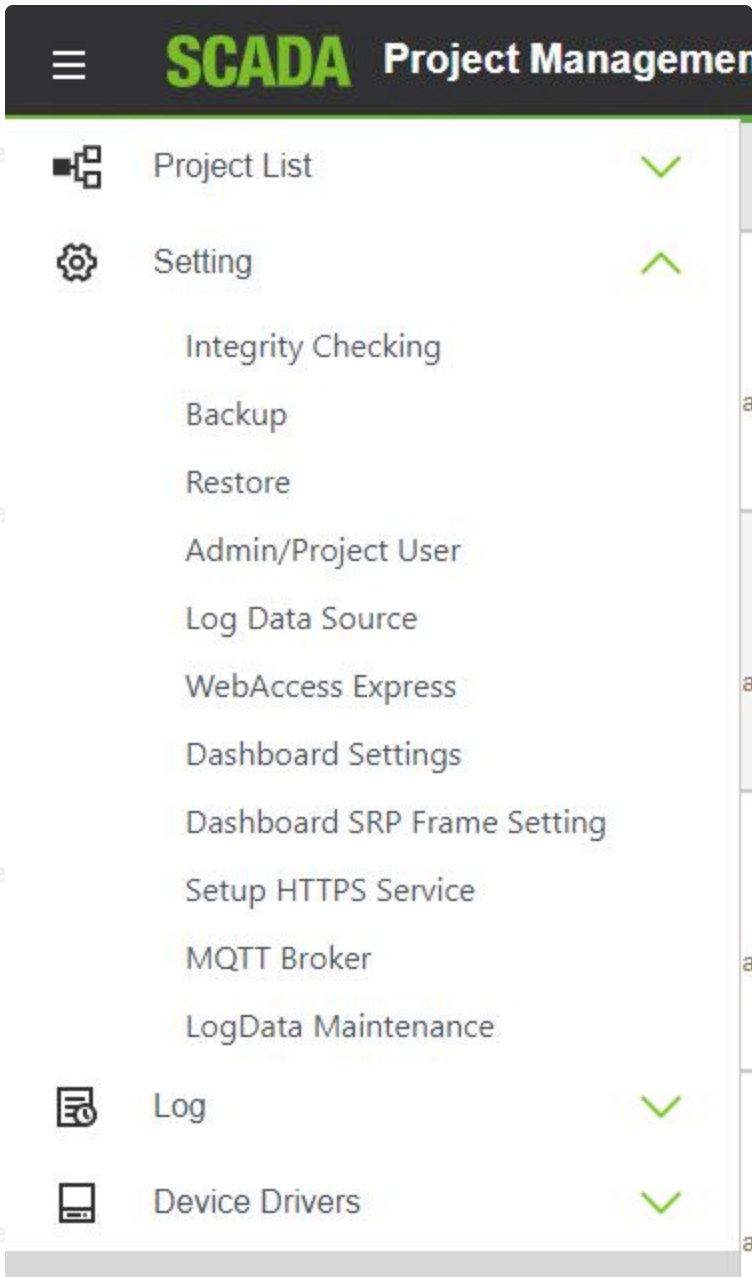 SCADA Project Managemen
Project List
Setting
Integrity Checking
Backup
Restore
Admin/Project User
Log Data Source
WebAccess Express
Dashboard Settings
Dashboard SRP Frame Setting
Setup HTTPS Service
MQTT Broker
LogData Maintenance
Log
Device Drivers